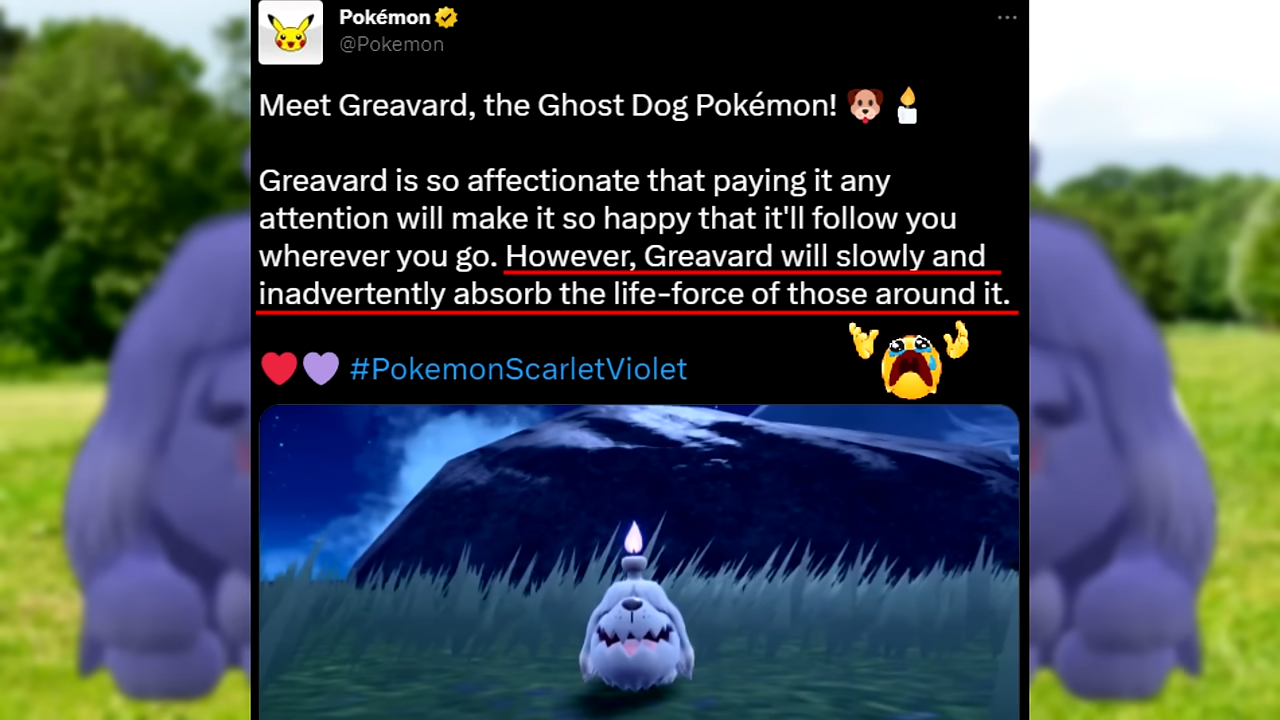 Pokémon
@Pokemon
Meet Greavard, the Ghost Dog Pokémon! 🐶🕯️
Greavard is so affectionate that paying it any
attention will make it so happy that it'll follow you
wherever you go. However, Greavard will slowly and
inadvertently absorb the life-force of those around it.
❤️💜 #PokemonScarletViolet